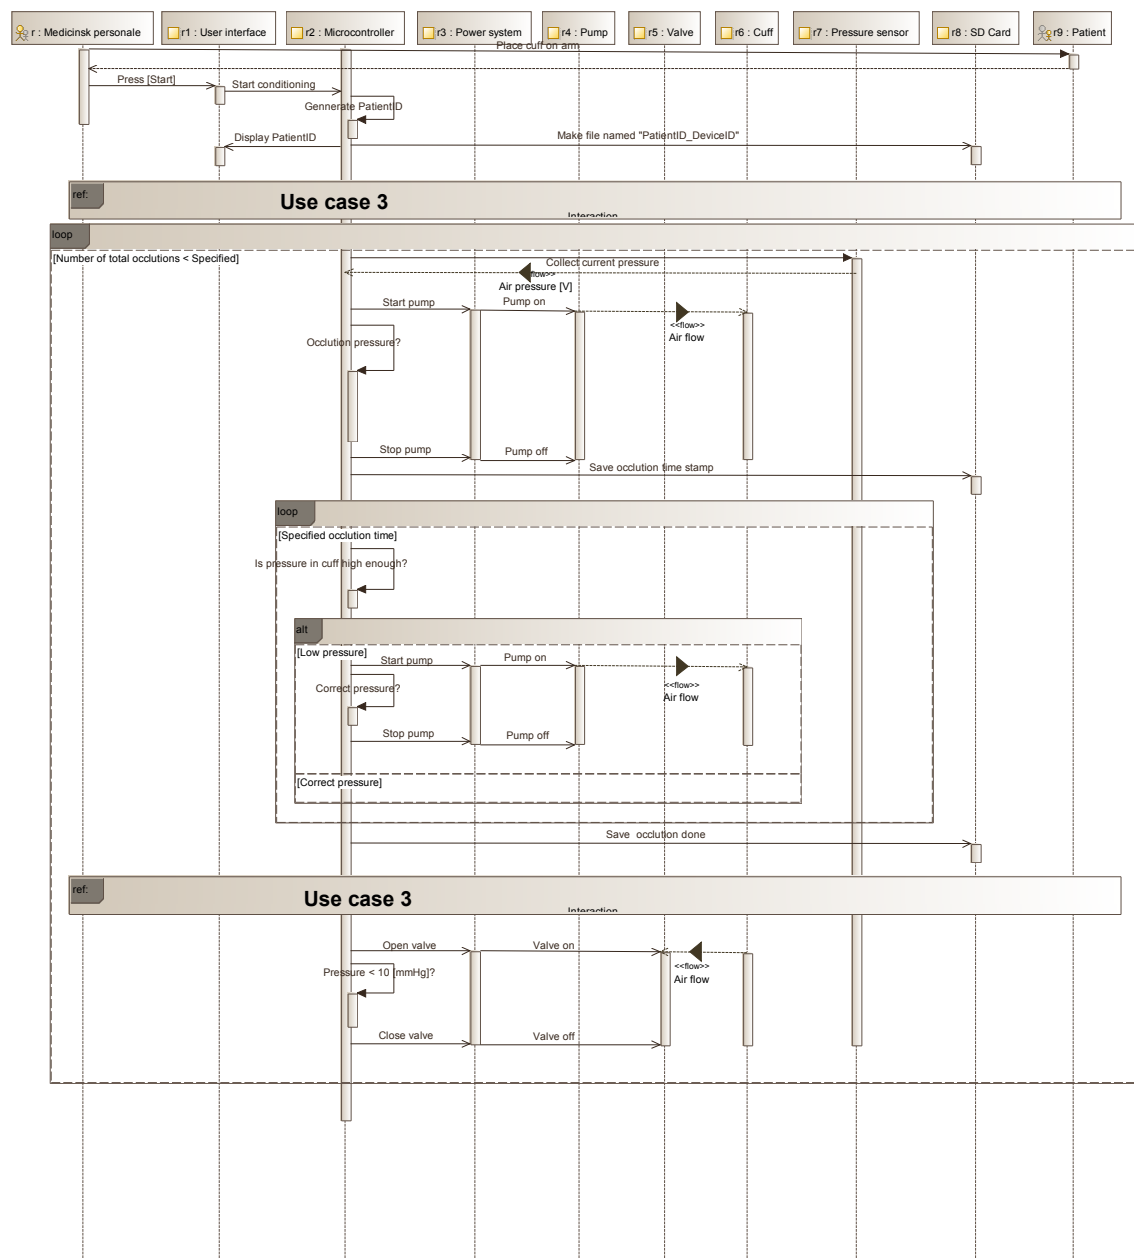 r : Medicinsk personale
r1 : User interface
r2 : Microcontroller
r3 : Power system
r4 : Pump
r5 : Valve
r6 : Cuff
r7 : Pressure sensor
r8 : SD Card
r9 : Patient
Place cuff on arm
Press [Start]
Start conditioning
Gennerate PatientID
Display PatientID
Make file named "PatientID_DeviceID"
ref:
Use case 3
Interaction
loop
[Number of total occlutions < Specified]
Collect current pressure
flow>>
Air pressure [V]
Start pump
Pump on
<<flow>>
Air flow
Occlution pressure?
Stop pump
Pump off
Save occlution time stamp
loop
[Specified occlution time]
Is pressure in cuff high enough?
alt
[Low pressure]
Start pump
Pump on
<<flow>>
Air flow
Correct pressure?
Stop pump
Pump off
[Correct pressure]
Save occlution done
ref:
Use case 3
Interaction
Open valve
Valve on
<<flow>>
Air flow
Pressure < 10 [mmHg]?
Close valve
Valve off